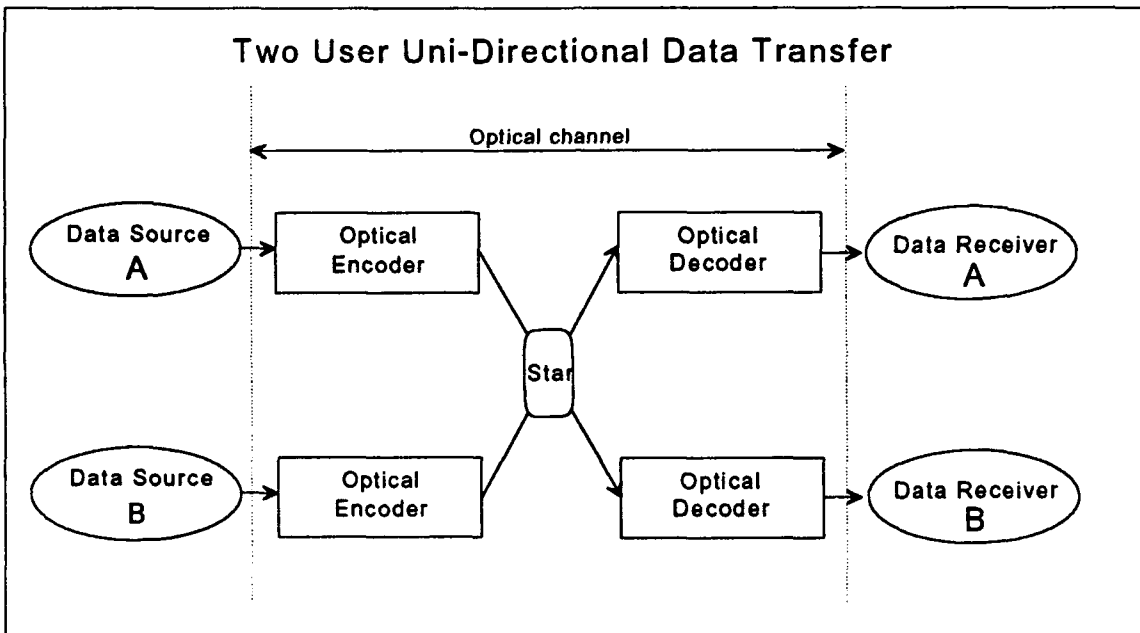 Two User Uni-Directional Data Transfer
Optical channel
Data Source
A
Optical
Encoder
Optical
Decoder
Data Receiver
A
Star
Data Source
B
Optical
Encoder
Optical
Decoder
Data Receiver
B